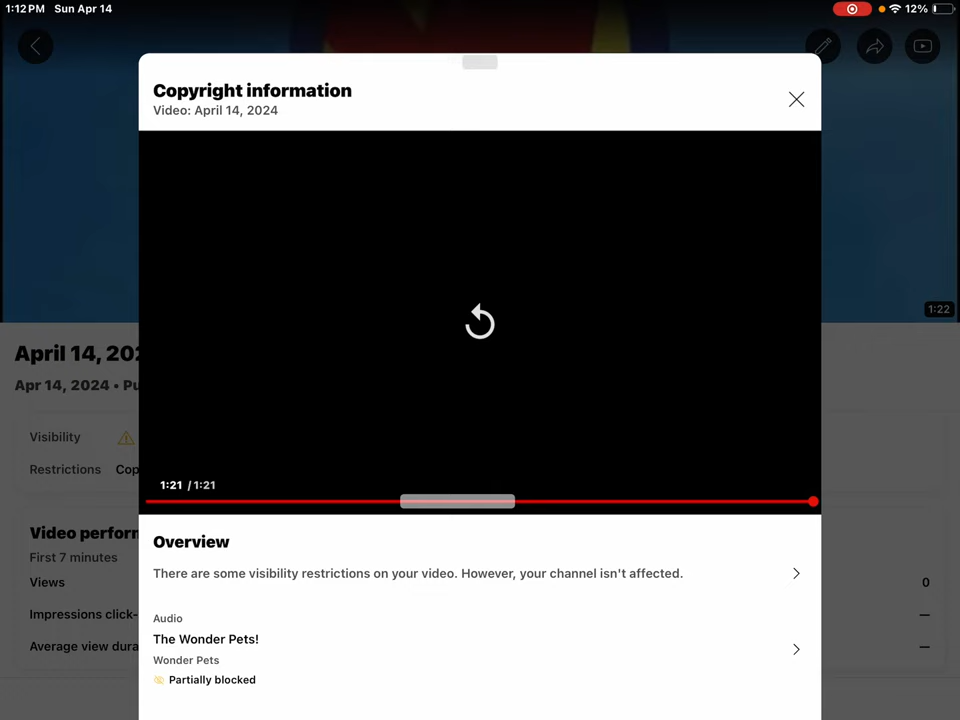 1:12 PM Sun Apr 14
12%
Copyright information
Video: April 14, 2024
1:22
April 14, 202
Apr 14, 2024 • Pu
Visibility
Restrictions Cop
1:21 / 1:21
Video perforn
First 7 minutes
Views 0
Impressions click- —
Average view dura —
Overview
There are some visibility restrictions on your video. However, your channel isn't affected.
Audio
The Wonder Pets!
Wonder Pets
Partially blocked